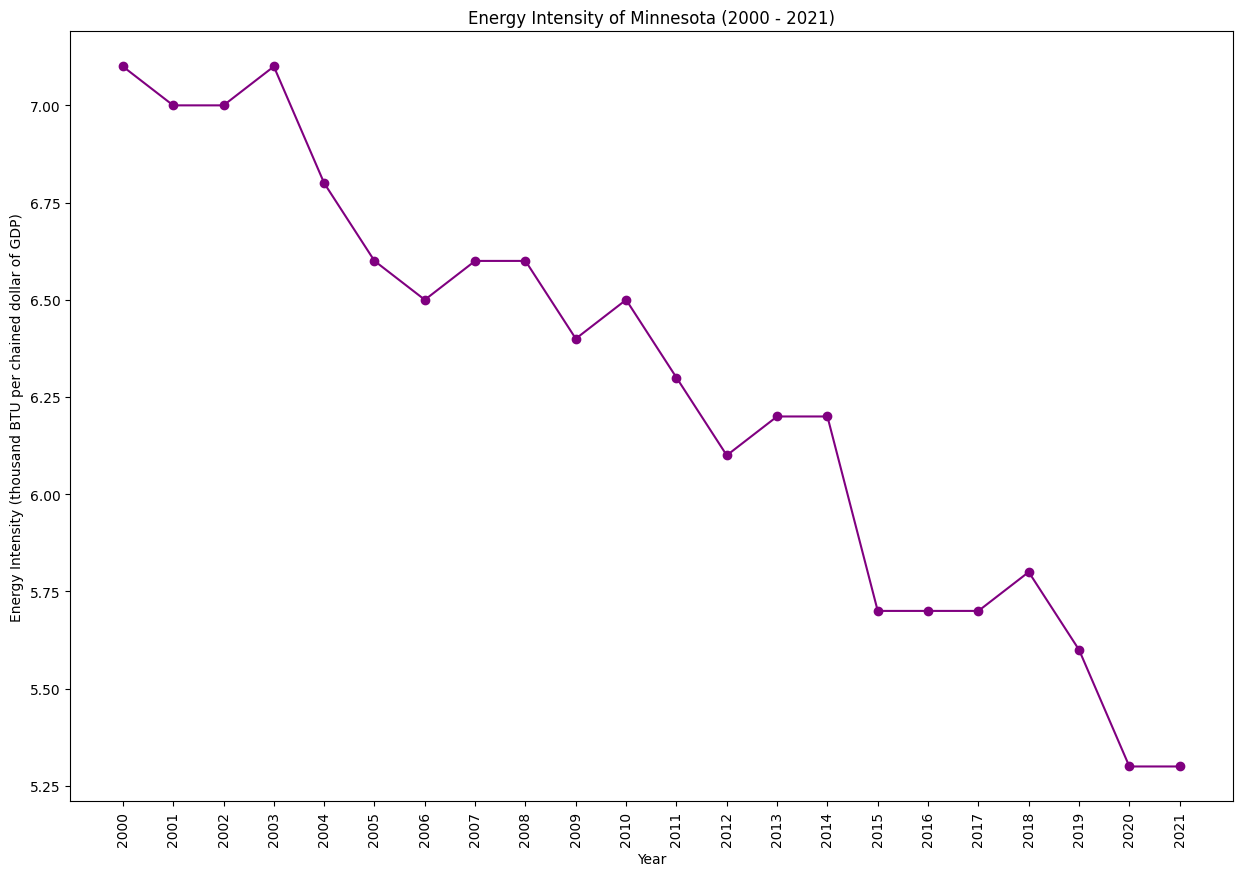 Energy Intensity of Minnesota (2000 - 2021)
Energy Intensity (thousand BTU per chained dollar of GDP)
7.00
6.75
6.50
6.25
6.00
5.75
5.50
5.25
2000 2001 2002 2003 2004 2005 2006 2007 2008 2009 2010 2011 2012 2013 2014 2015 2016 2017 2018 2019 2020 2021
Year